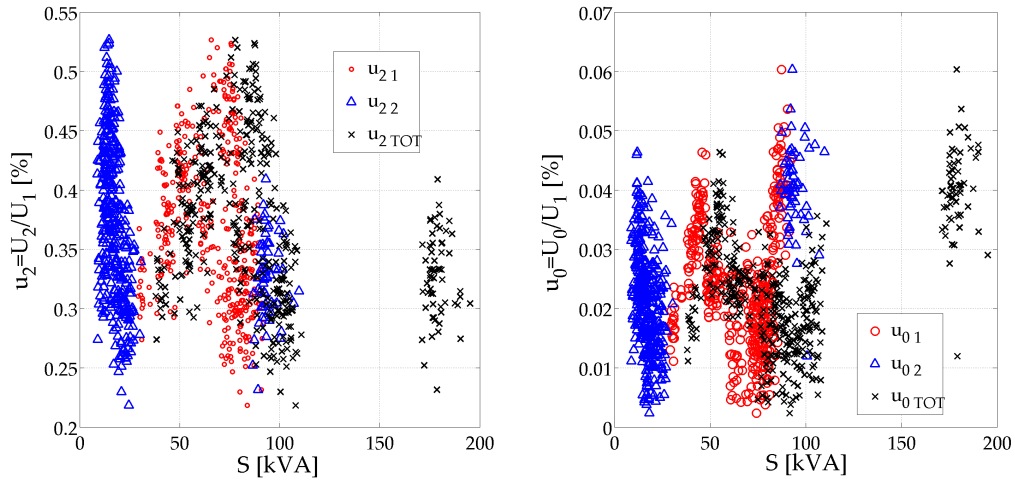 0.55
0.5
0.45
0.4
0.35
0.3
0.25
0.2
0
50
100
150
200
u₂=U₂/U₁ [%]
S [kVA]
u₂ ₁
u₂ ₂
u₂ TOT
0.07
0.06
0.05
0.04
0.03
0.02
0.01
0
0
50
100
150
200
u₀=U₀/U₁ [%]
S [kVA]
u₀ ₁
u₀ ₂
u₀ TOT